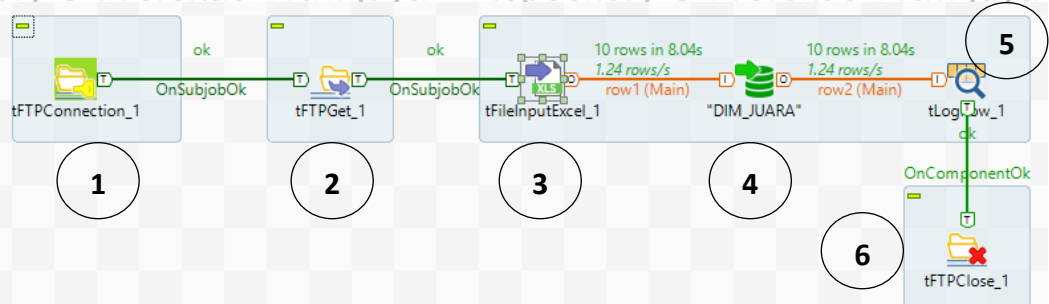 ok
OnSubjobOk
ok
OnSubjobOk
10 rows in 8.04s
1.24 rows/s
row1 (Main)
10 rows in 8.04s
1.24 rows/s
row2 (Main)
5
T
T
T
T
O
I
O
I
XLS
tFTPConnection_1
tFTPGet_1
tFileInputExcel_1
"DIM_JUARA"
T
ok
1
2
3
4
OnComponentOk
T
6
tFTPClose_1